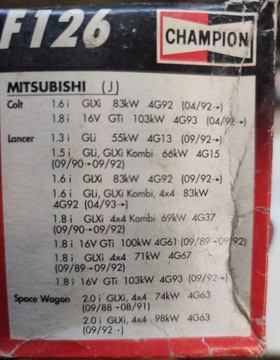 F126
CHAMPION
MITSUBISHI (J)
Colt 1.6 i GLXi 83kW 4G92 (04/92→)
1.8 i 16V GTi 103kW 4G93 (04/92→)
Lancer 1.3 i GLi 55kW 4G13 (09/92→)
1.5 i GLi, GLXi Kombi 66kW 4G15
(09/90→09/92)
1.6 i GLXi 83kW 4G92 (09/92→)
1.6 i GLi, GLXi Kombi, 4x4 83kW
4G92 (04/93→)
1.8 i GLXi 4x4 Kombi 69kW 4G37
(09/90→09/92)
1.8 i 16V GTi 100kW 4G61 (09/89→09/92)
1.8 i GLXi 4x4 71kW 4G67
(09/89→09/92)
1.8 i 16V GTi 103kW 4G93 (09/92→)
Space Wagon 2.0 i GLXi, 4x4 74kW 4G63
(09/88→08/91)
2.0 i GLXi, 4x4 98kW 4G63
(09/92→)